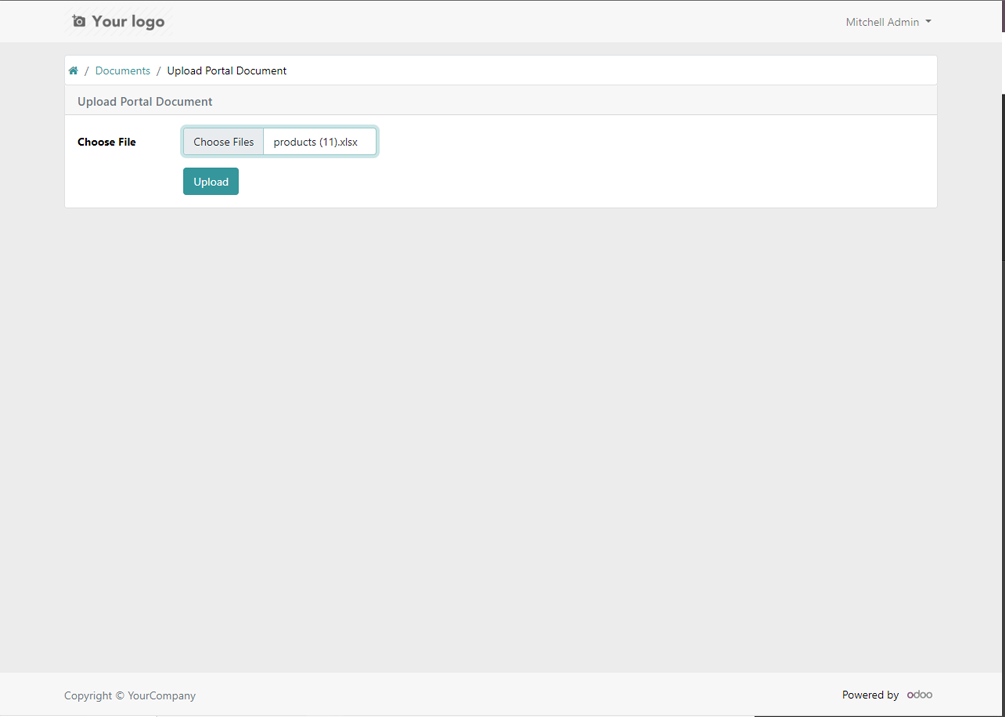 Your logo
Mitchell Admin
/ Documents / Upload Portal Document
Upload Portal Document
Choose File
Choose Files products (11).xlsx
Upload
Copyright © YourCompany
Powered by odoo